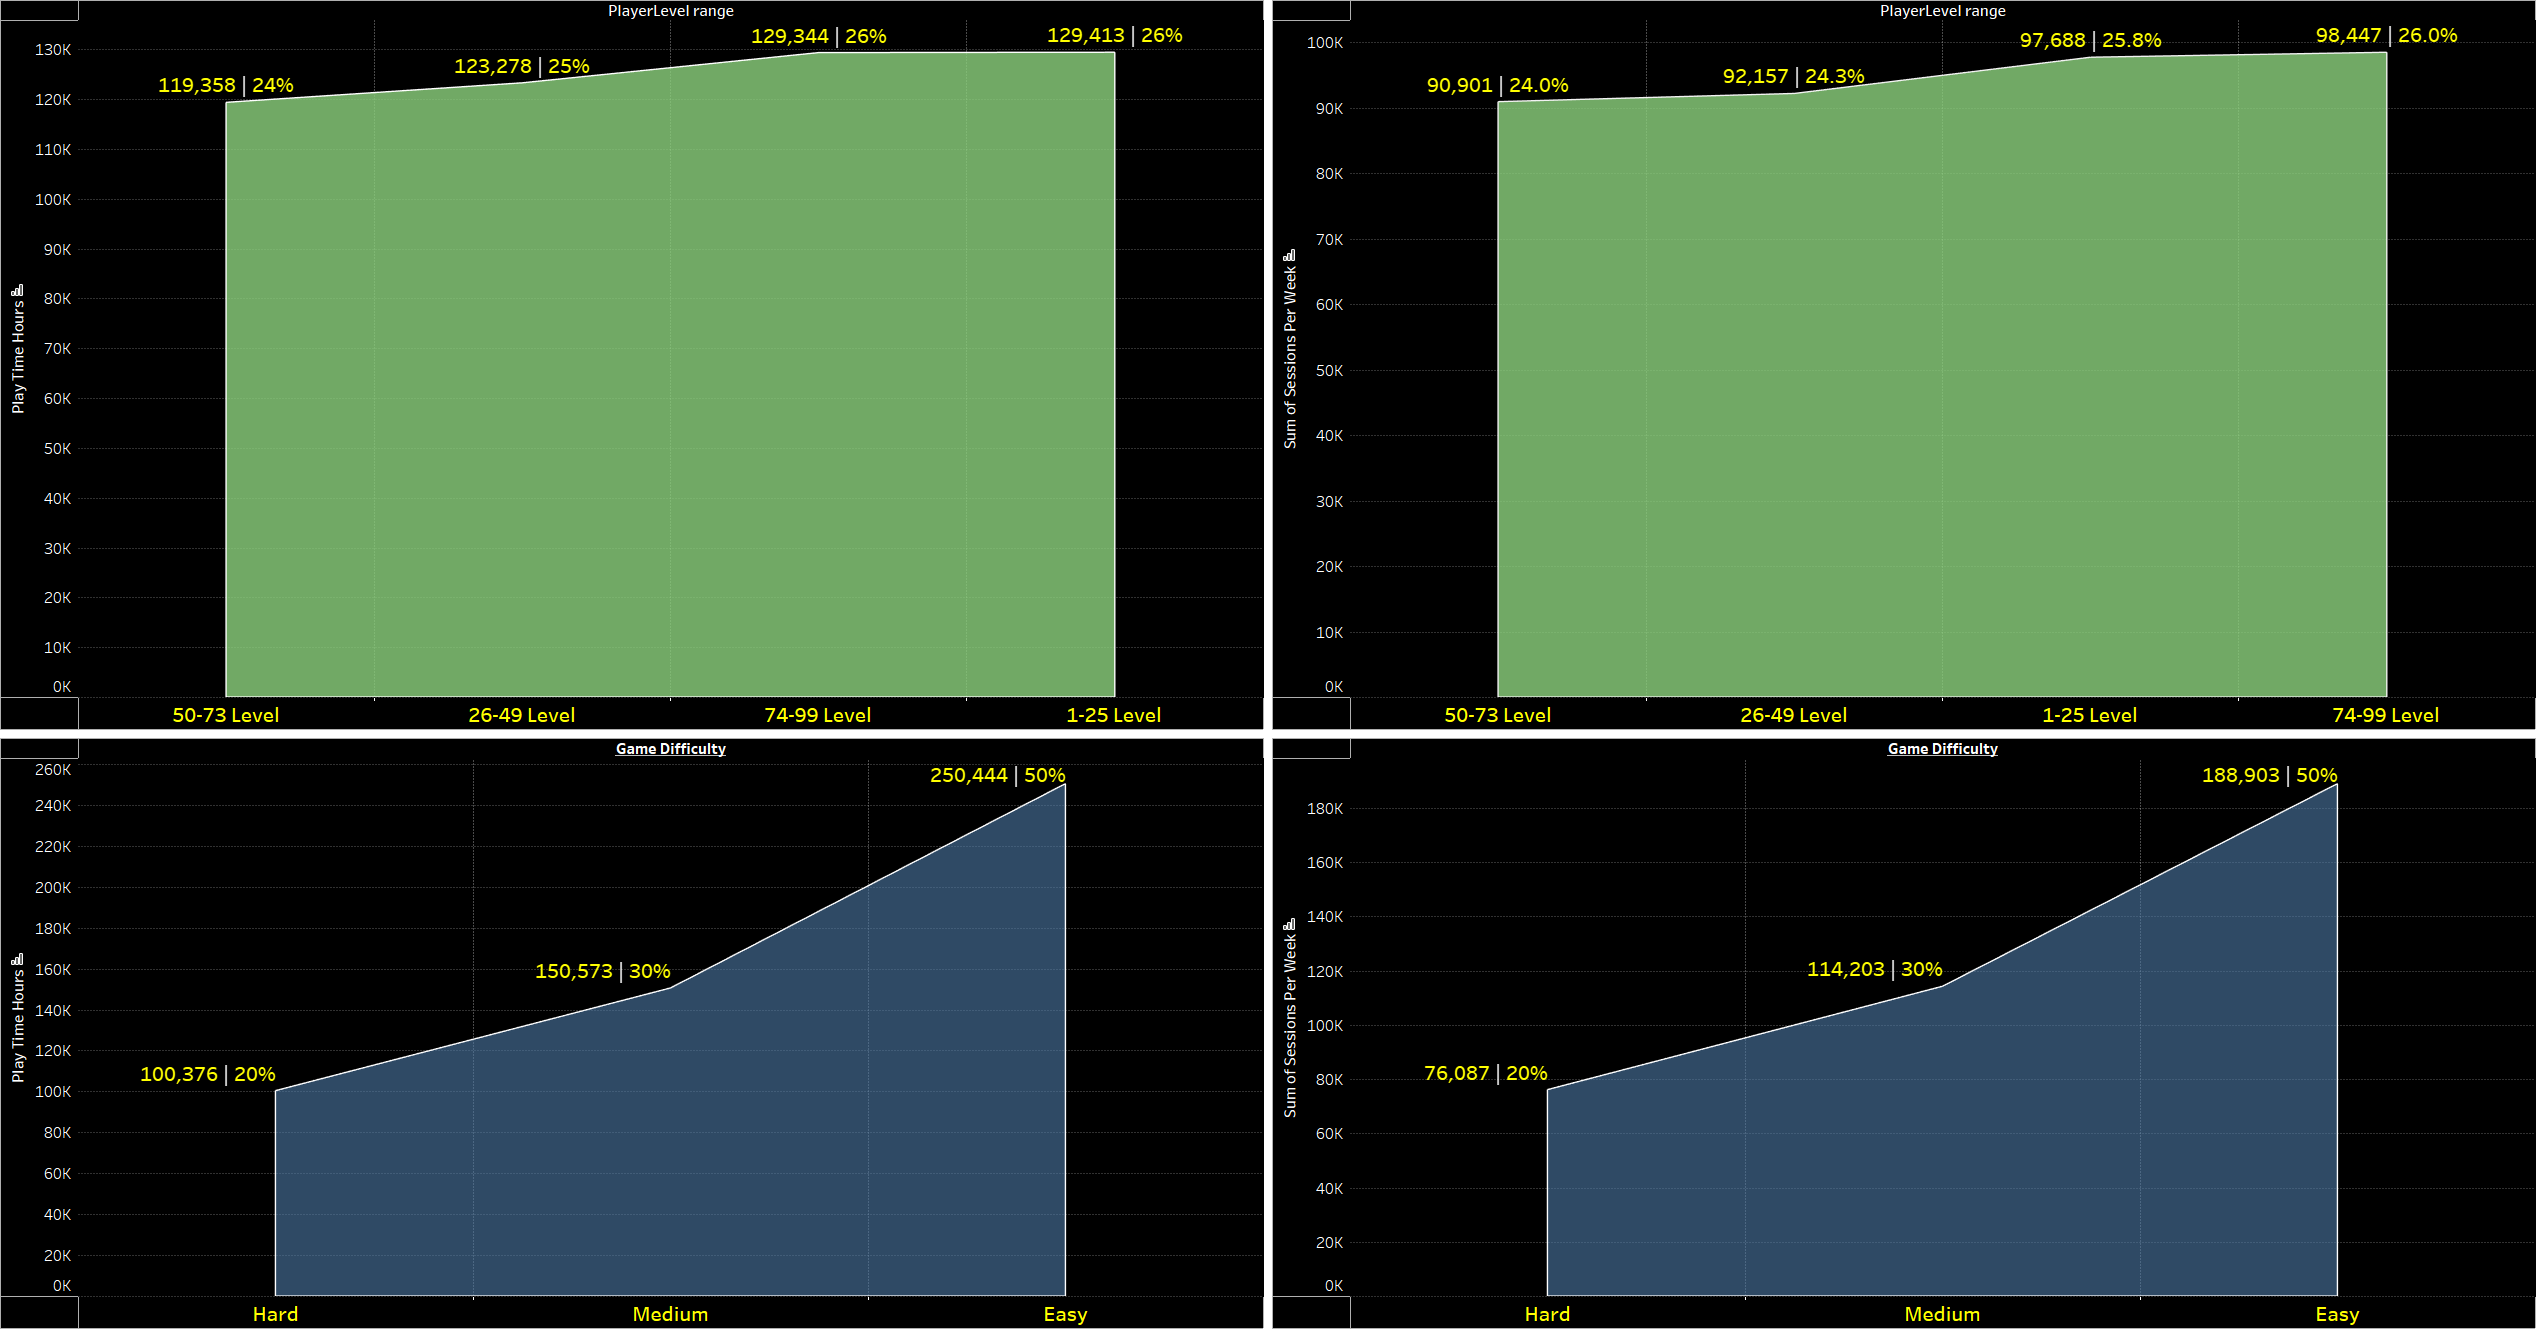 PlayerLevel range
130K
120K
110K
100K
90K
80K
70K
60K
50K
40K
30K
20K
10K
0K
Play Time Hours
119,358 | 24%
123,278 | 25%
129,344 | 26%
129,413 | 26%
50-73 Level
26-49 Level
74-99 Level
1-25 Level
PlayerLevel range
100K
90K
80K
70K
60K
50K
40K
30K
20K
10K
0K
Sum of Sessions Per Week
90,901 | 24.0%
92,157 | 24.3%
97,688 | 25.8%
98,447 | 26.0%
50-73 Level
26-49 Level
1-25 Level
74-99 Level
Game Difficulty
260K
240K
220K
200K
180K
160K
140K
120K
100K
80K
60K
40K
20K
0K
Play Time Hours
100,376 | 20%
150,573 | 30%
250,444 | 50%
Hard
Medium
Easy
Game Difficulty
180K
160K
140K
120K
100K
80K
60K
40K
20K
0K
Sum of Sessions Per Week
76,087 | 20%
114,203 | 30%
188,903 | 50%
Hard
Medium
Easy